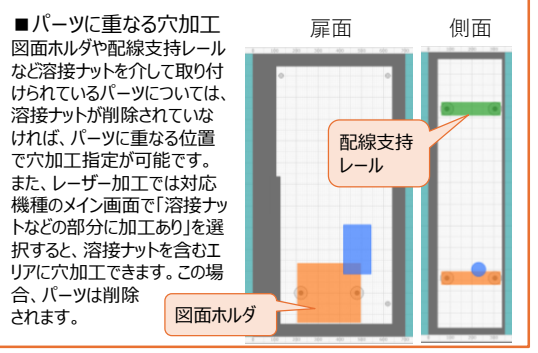 ■パーツに重なる穴加工
図面ホルダや配線支持レール
など溶接ナットを介して取り付
けられているパーツについては、
溶接ナットが削除されていな
ければ、パーツに重なる位置
で穴加工指定が可能です。
また、レーザー加工では対応
機種のメイン画面で「溶接ナッ
トなどの部分に加工あり」を選
択すると、溶接ナットを含むエ
リアに穴加工できます。この場
合、パーツは削除
されます。
扉面
側面
配線支持
レール
図面ホルダ